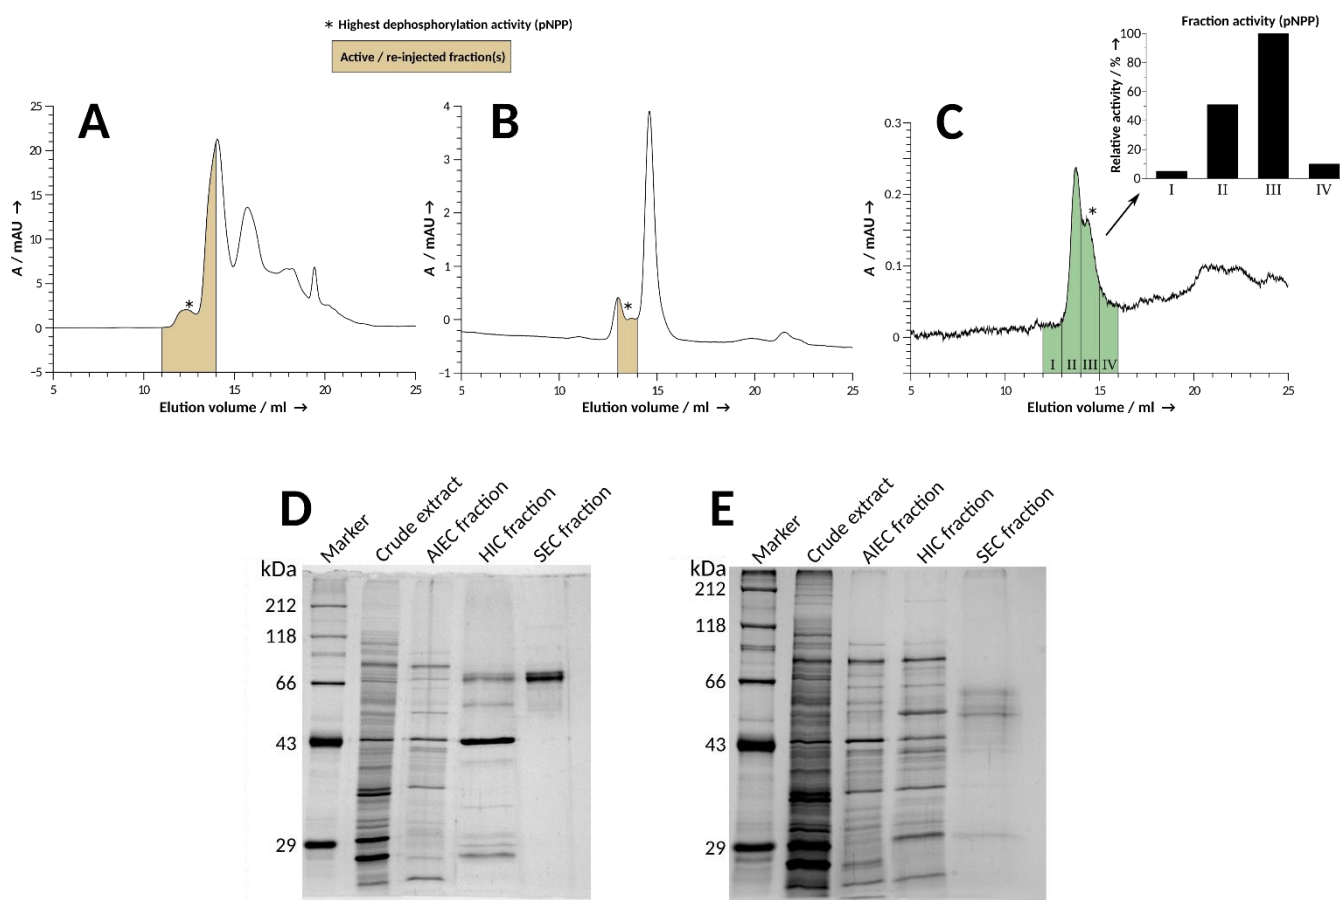 * Highest dephosphorylation activity (pNPP)
Active / re-injected fraction(s)
A
25
20
15
10
5
0
−5
A / mAU →
5 10 15 20 25
Elution volume / ml →
B
4
3
2
1
0
−1
A / mAU →
*
5 10 15 20 25
Elution volume / ml →
C
0.3
0.2
0.1
0
A / mAU →
*
I II III IV
5 10 15 20 25
Elution volume / ml →
Fraction activity (pNPP)
Relative activity / % →
100
80
60
40
20
0
I II III IV
D
Marker
Crude extract
AIEC fraction
HIC fraction
SEC fraction
kDa
212
118
66
43
29
E
Marker
Crude extract
AIEC fraction
HIC fraction
SEC fraction
kDa
212
118
66
43
29